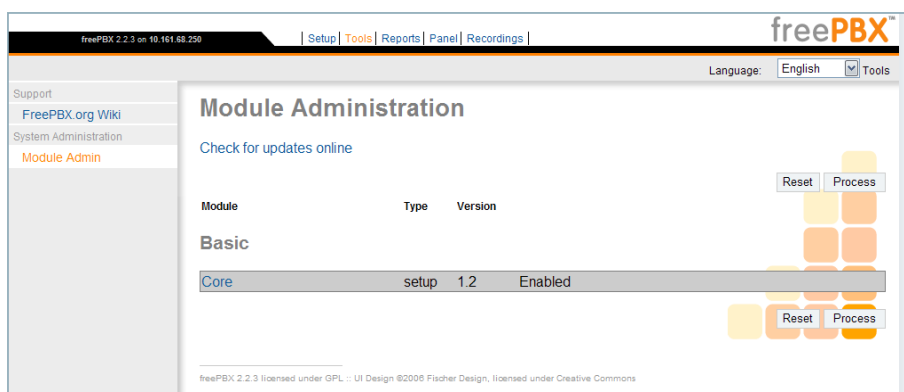 freePBX 2.2.3 on 10.161.68.250
Setup | Tools | Reports | Panel | Recordings |
freePBX™
Language: English Tools
Support
FreePBX.org Wiki
System Administration
Module Admin
Module Administration
Check for updates online
Reset Process
Module Type Version
Basic
Core setup 1.2 Enabled
Reset Process
freePBX 2.2.3 licensed under GPL :: UI Design ©2006 Fischer Design, licensed under Creative Commons